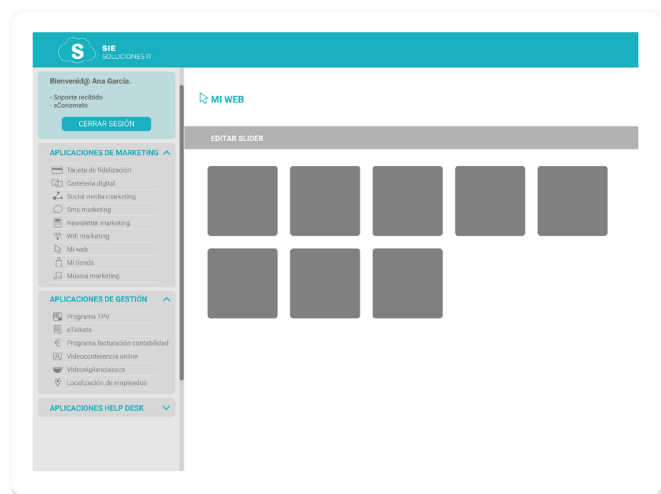 S
SIE
SOLUCIONES IT
Bienvenid@ Ana García.
- Soporte recibido
- eConomato
CERRAR SESIÓN
APLICACIONES DE MARKETING
Tarjeta de fidelización
Cartelería digital
Social media marketing
Sms marketing
Newsletter marketing
Wifi marketing
Mi web
Mi tienda
Música marketing
APLICACIONES DE GESTIÓN
Programa TPV
eTickets
Programa facturación contabilidad
Videoconferencia online
Videovigilanciassss
Localización de empleados
APLICACIONES HELP DESK
MI WEB
EDITAR SLIDER